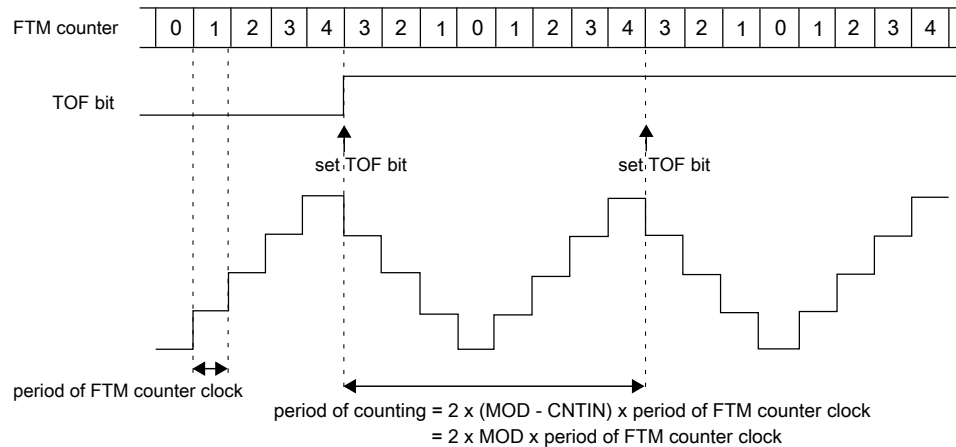 FTM counter 0 1 2 3 4 3 2 1 0 1 2 3 4 3 2 1 0 1 2 3 4
TOF bit
set TOF bit set TOF bit
period of FTM counter clock
period of counting = 2 x (MOD - CNTIN) x period of FTM counter clock
= 2 x MOD x period of FTM counter clock